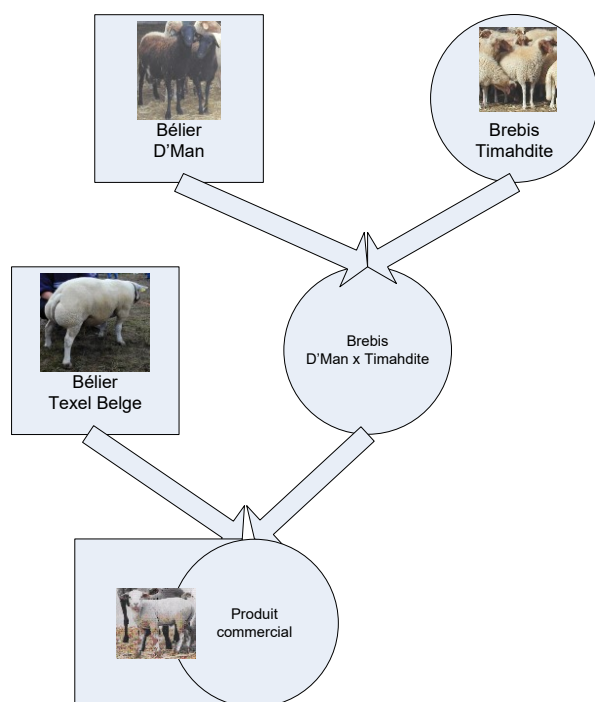 Bélier
D'Man
Brebis
Timahdite
Bélier
Texel Belge
Brebis
D'Man x Timahdite
Produit
commercial